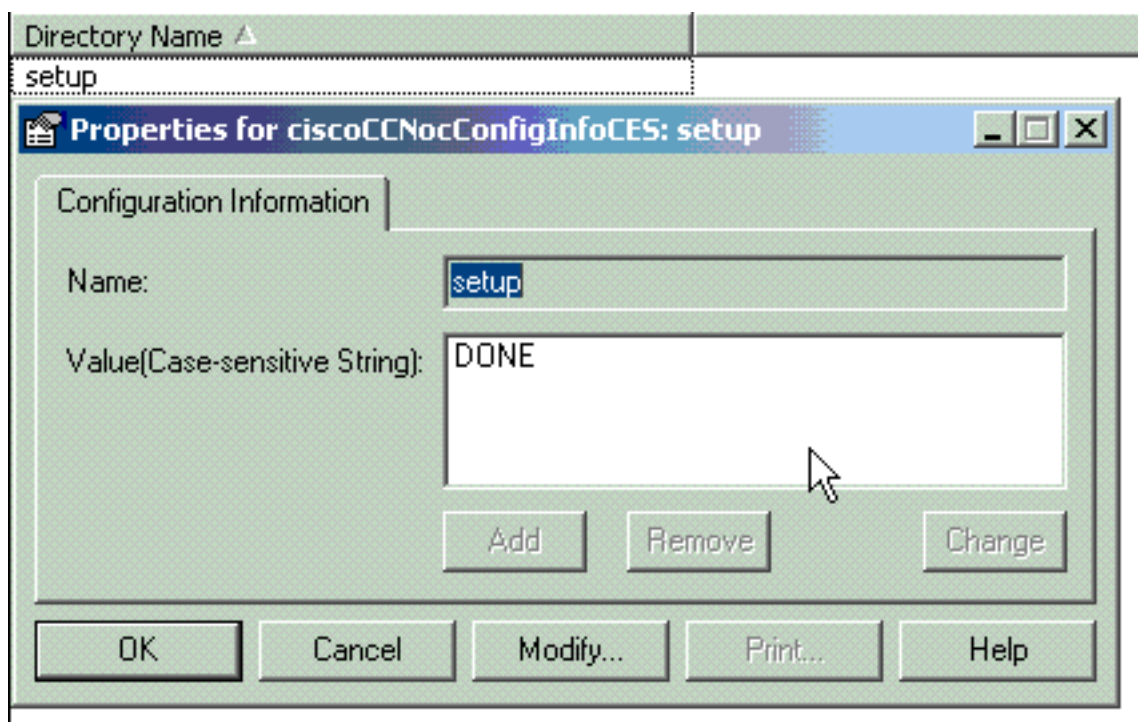 Directory Name
setup
Properties for ciscoCCNocConfigInfoCES: setup
Configuration Information
Name: setup
Value(Case-sensitive String): DONE
Add Remove Change
OK Cancel Modify... Print... Help